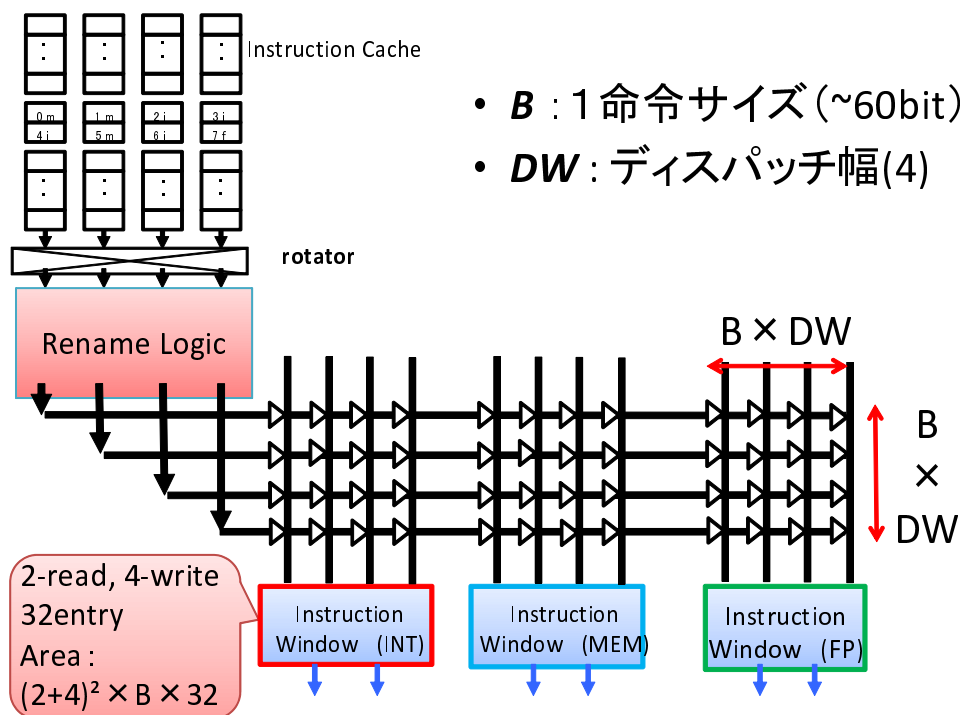 Instruction Cache
:
:
:
:
0 m
1 m
2 i
3 i
4 i
5 m
6 i
7 f
:
:
:
:
• B : 1命令サイズ(~60bit)
• DW : ディスパッチ幅(4)
rotator
Rename Logic
B × DW
B
×
DW
2-read, 4-write
32entry
Area :
(2+4)² × B × 32
Instruction
Window (INT)
Instruction
Window (MEM)
Instruction
Window (FP)